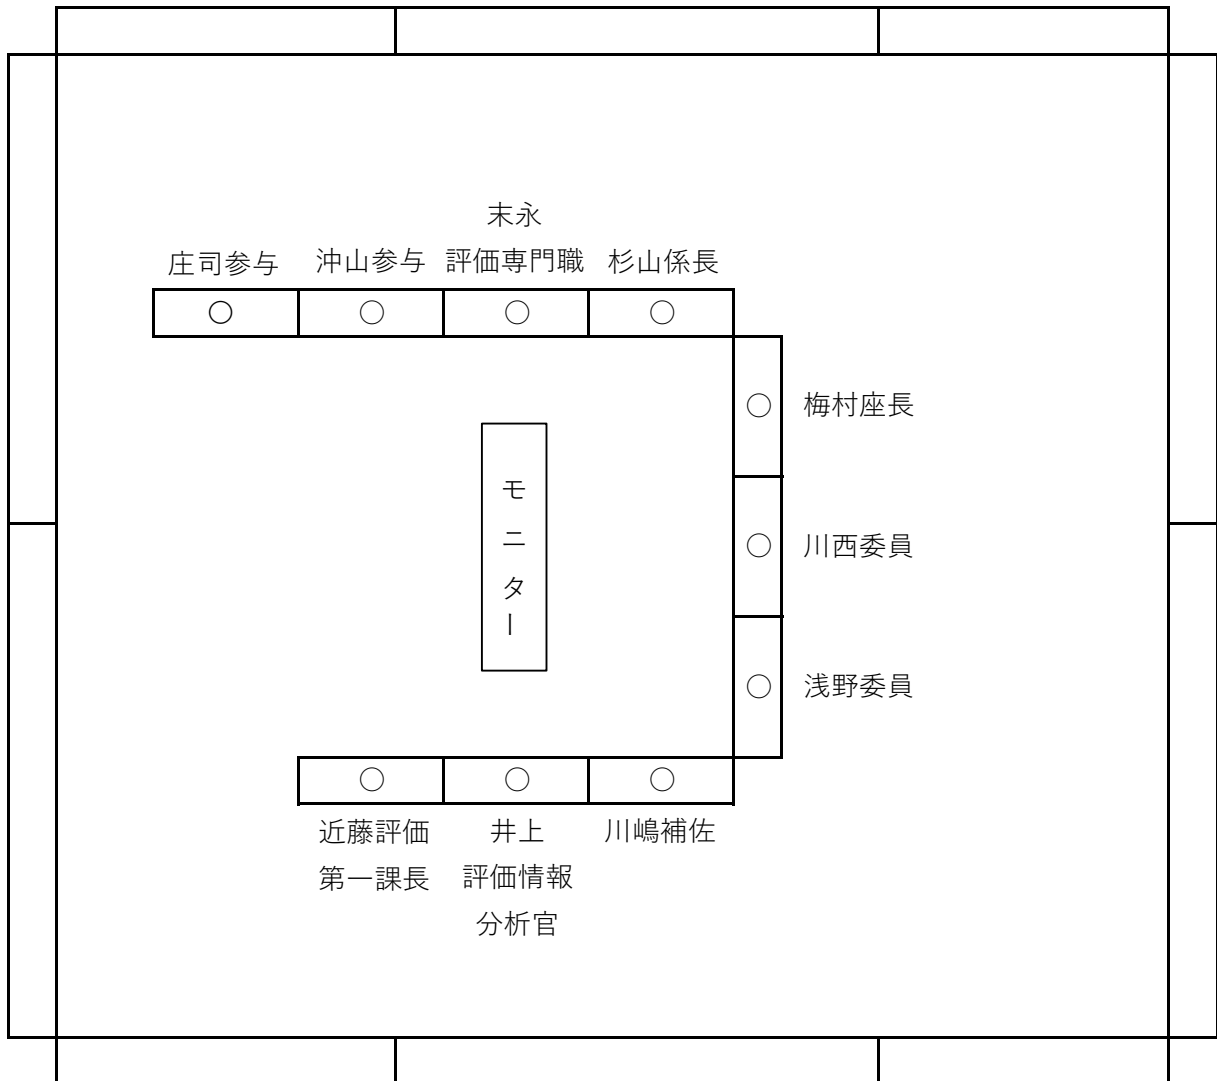 末永
庄司参与 沖山参与 評価専門職 杉山係長
○ ○ ○ ○
○ 梅村座長
モニター
○ 川西委員
○ 浅野委員
○ ○ ○
近藤評価 井上 川嶋補佐
第一課長 評価情報
分析官